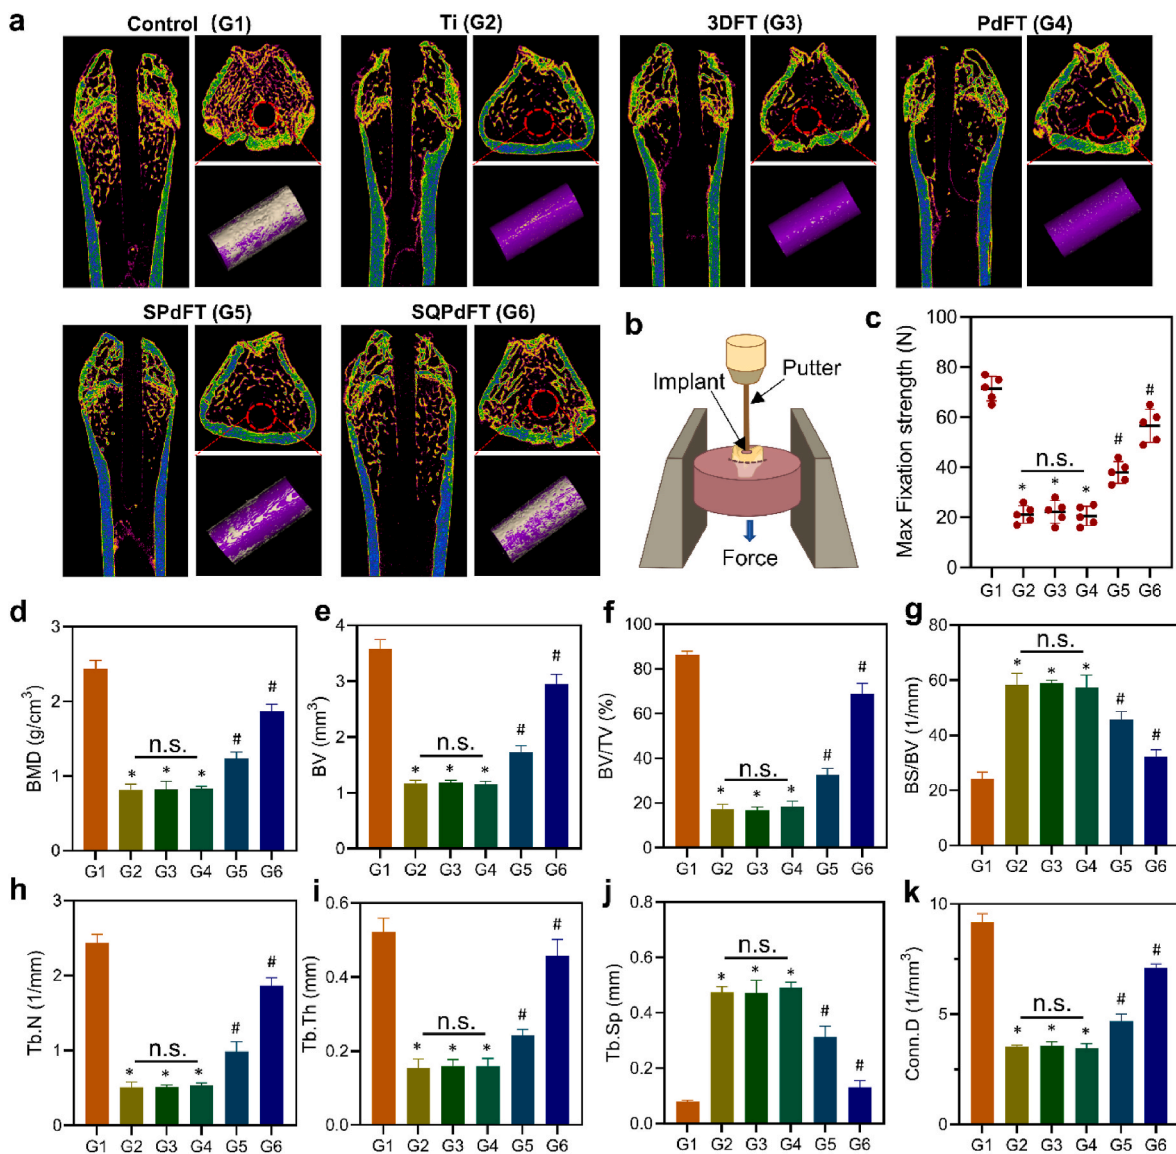 a
Control (G1)
Ti (G2)
3DFT (G3)
PdFT (G4)
SPdFT (G5)
SQPdFT (G6)
b
Implant
Putter
Force
c
Max Fixation strength (N)
100
80
60
40
20
0
n.s.
* * * # #
G1 G2 G3 G4 G5 G6
d
BMD (g/cm³)
3
2
1
0
n.s.
* * * # #
G1 G2 G3 G4 G5 G6
e
BV (mm³)
4
3
2
1
0
n.s.
* * * # #
G1 G2 G3 G4 G5 G6
f
BV/TV (%)
100
80
60
40
20
0
n.s.
* * * # #
G1 G2 G3 G4 G5 G6
g
BS/BV (1/mm)
80
60
40
20
0
n.s.
* * * # #
G1 G2 G3 G4 G5 G6
h
Tb.N (1/mm)
3
2
1
0
n.s.
* * * # #
G1 G2 G3 G4 G5 G6
i
Tb.Th (mm)
0.6
0.4
0.2
0.0
n.s.
* * * # #
G1 G2 G3 G4 G5 G6
j
Tb.Sp (mm)
0.8
0.6
0.4
0.2
0.0
n.s.
* * * # #
G1 G2 G3 G4 G5 G6
k
Conn.D (1/mm³)
10
5
0
n.s.
* * * # #
G1 G2 G3 G4 G5 G6